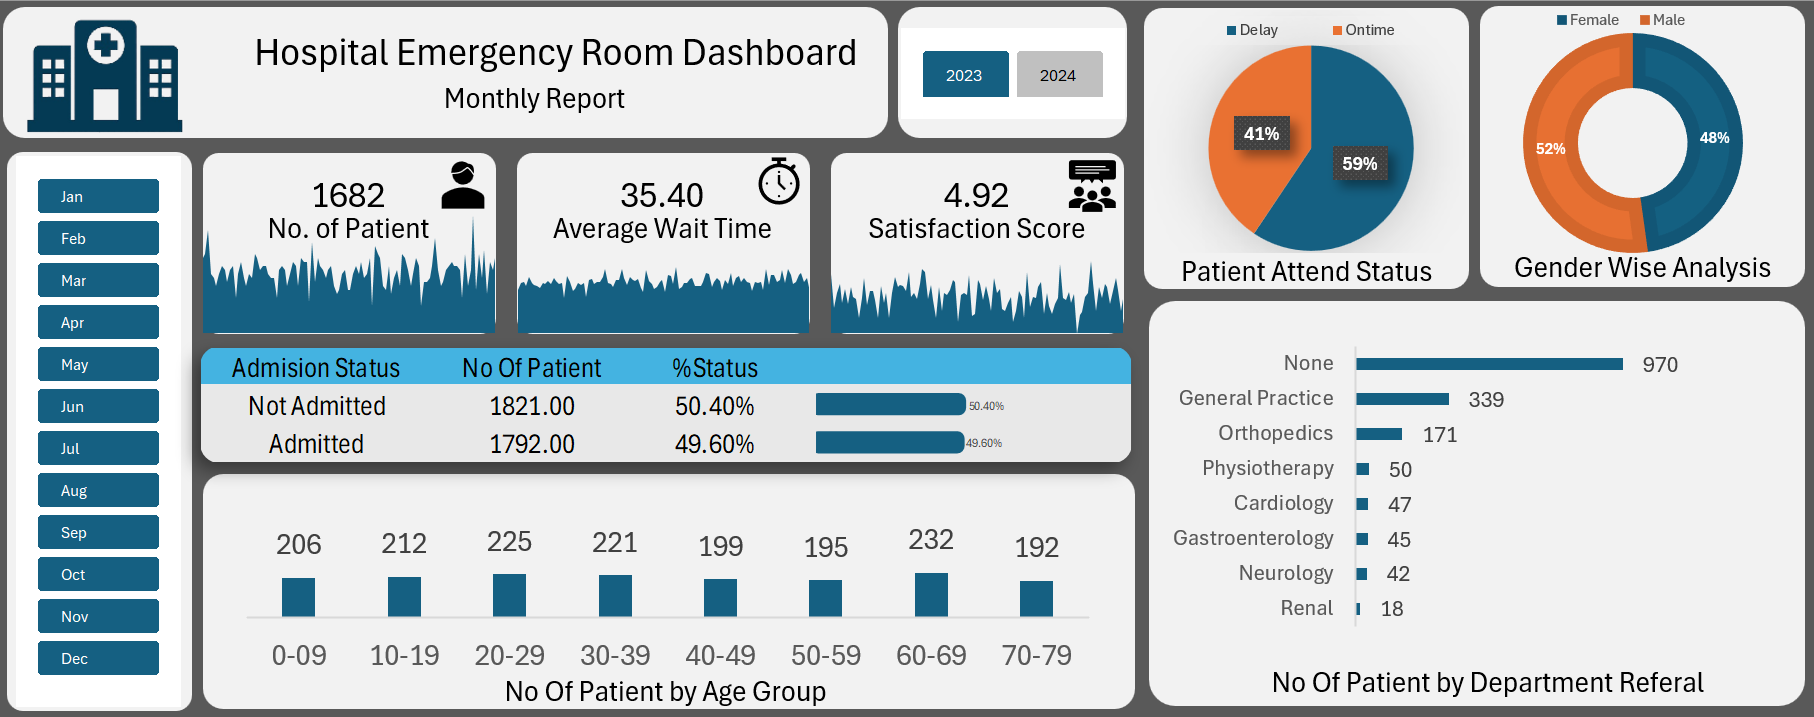 Hospital Emergency Room Dashboard
Monthly Report
2023
2024
Delay
Ontime
41%
59%
Patient Attend Status
Female
Male
52%
48%
Gender Wise Analysis
Jan
Feb
Mar
Apr
May
Jun
Jul
Aug
Sep
Oct
Nov
Dec
1682
No. of Patient
35.40
Average Wait Time
4.92
Satisfaction Score
Admision Status No Of Patient %Status
Not Admitted 1821.00 50.40% 50.40%
Admitted 1792.00 49.60% 49.60%
206 212 225 221 199 195 232 192
0-09 10-19 20-29 30-39 40-49 50-59 60-69 70-79
No Of Patient by Age Group
None 970
General Practice 339
Orthopedics 171
Physiotherapy 50
Cardiology 47
Gastroenterology 45
Neurology 42
Renal 18
No Of Patient by Department Referal